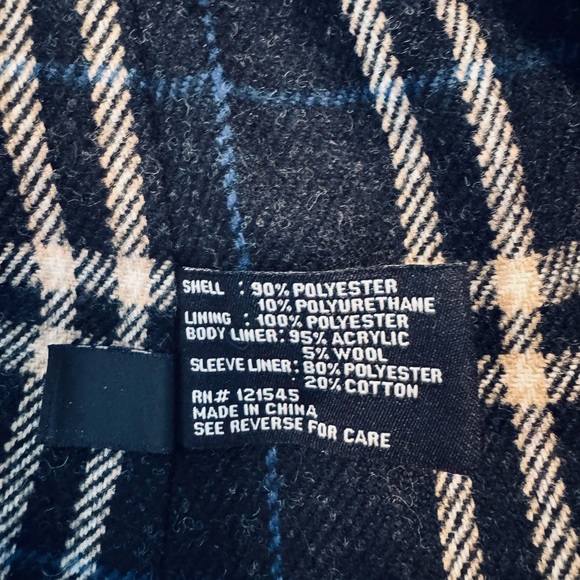 SHELL : 90% POLYESTER
10% POLYURETHANE
LINING : 100% POLYESTER
BODY LINER: 95% ACRYLIC
5% WOOL
SLEEVE LINER: 80% POLYESTER
: 20% COTTON
RN# 121545
MADE IN CHINA
SEE REVERSE FOR CARE